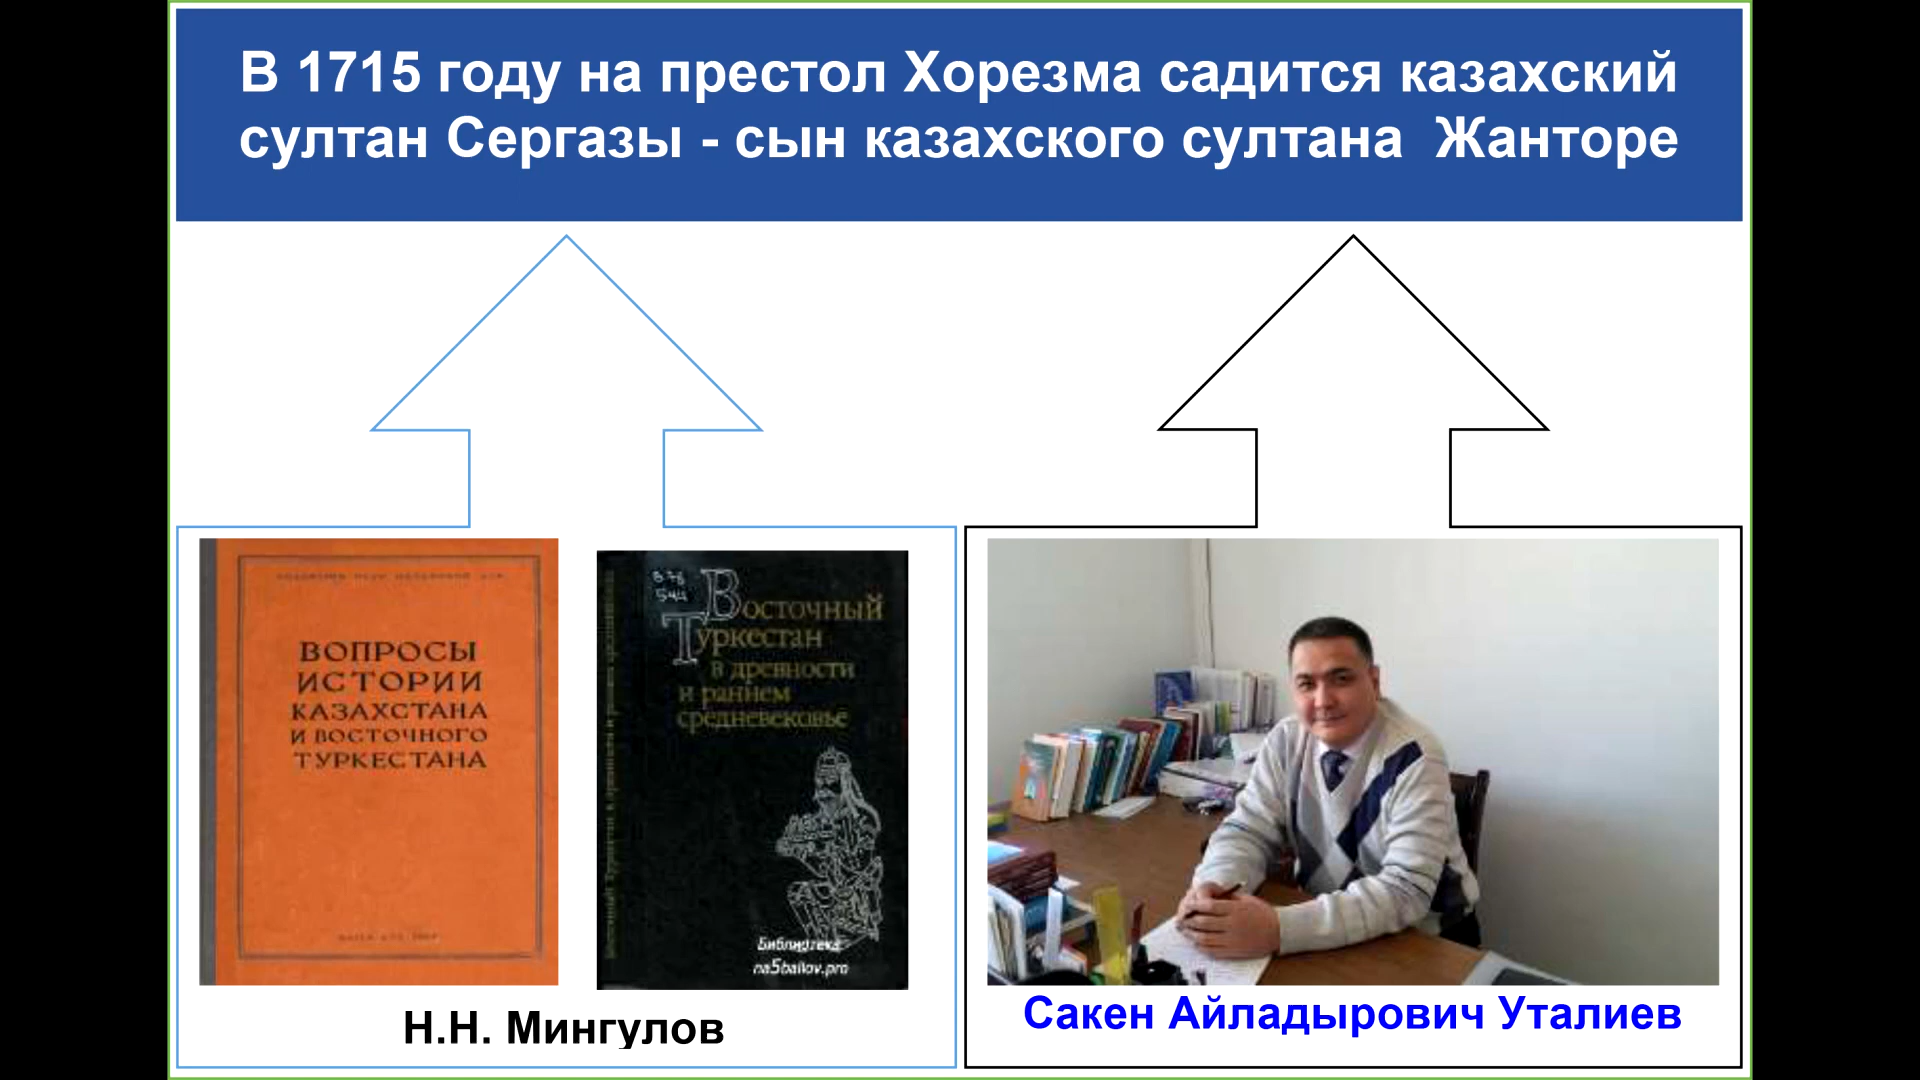 В 1715 году на престол Хорезма садится казахский
султан Сергазы - сын казахского султана Жанторе
ВОПРОСЫ
ИСТОРИИ
КАЗАХСТАНА
И ВОСТОЧНОГО
ТУРКЕСТАНА
Восточный
Туркестан
в древности
и раннем
средневековье
Библиотека
na5ballov.pro
Н.Н. Мингулов
Сакен Айладырович Уталиев